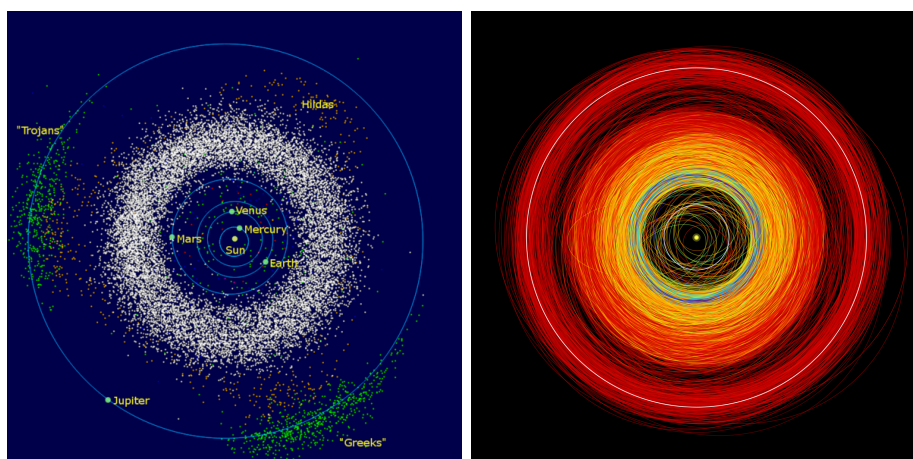 Hildas
"Trojans"
Venus
Mercury
Mars
Sun
Earth
Jupiter
"Greeks"